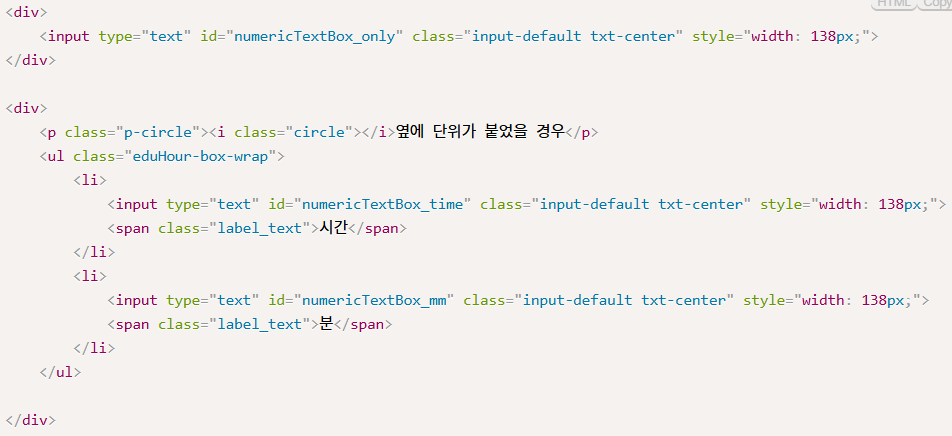 HTML Copy
<div>
    <input type="text" id="numericTextBox_only" class="input-default txt-center" style="width: 138px;">
</div>

<div>
    <p class="p-circle"><i class="circle"></i>옆에 단위가 붙었을 경우</p>
    <ul class="eduHour-box-wrap">
        <li>
            <input type="text" id="numericTextBox_time" class="input-default txt-center" style="width: 138px;">
            <span class="label_text">시간</span>
        </li>
        <li>
            <input type="text" id="numericTextBox_mm" class="input-default txt-center" style="width: 138px;">
            <span class="label_text">분</span>
        </li>
    </ul>

</div>